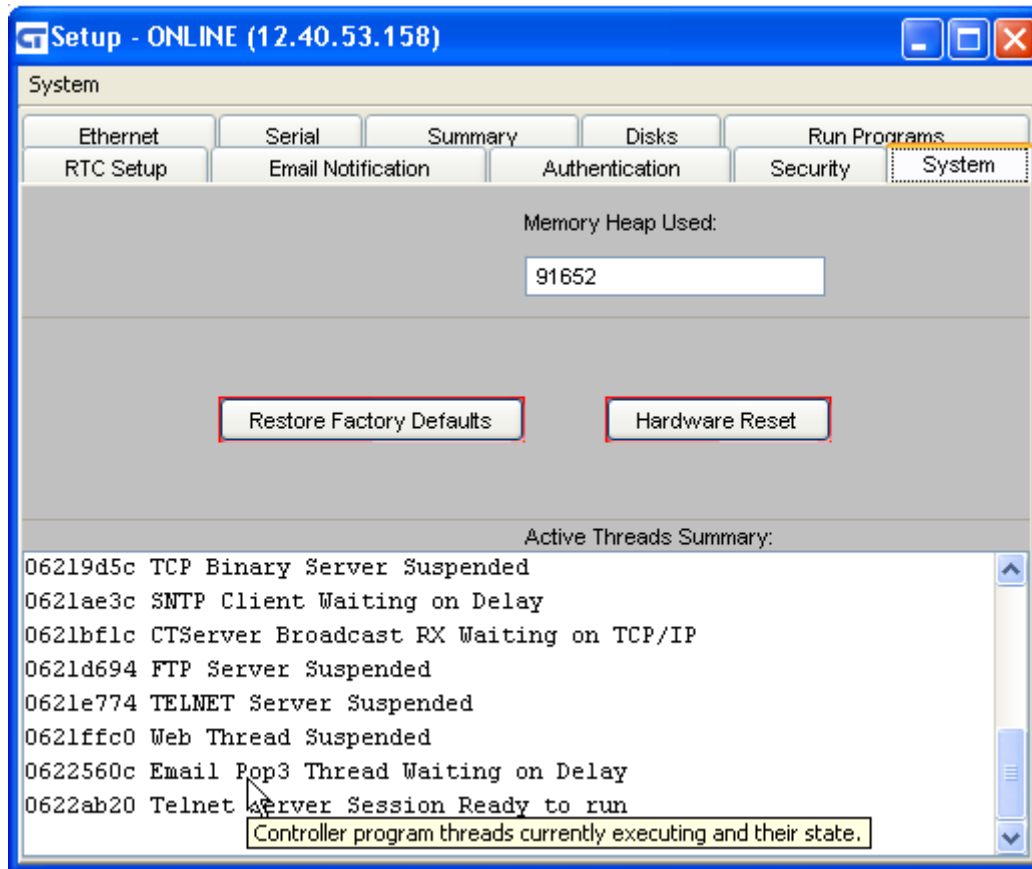 CT Setup - ONLINE (12.40.53.158)
System
Ethernet Serial Summary Disks Run Programs
RTC Setup Email Notification Authentication Security System
Memory Heap Used:
91652
Restore Factory Defaults Hardware Reset
Active Threads Summary:
06219d5c TCP Binary Server Suspended
0621ae3c SNTP Client Waiting on Delay
0621bf1c CTServer Broadcast RX Waiting on TCP/IP
0621d694 FTP Server Suspended
0621e774 TELNET Server Suspended
0621ffc0 Web Thread Suspended
0622560c Email Pop3 Thread Waiting on Delay
0622ab20 Telnet Server Session Ready to run
Controller program threads currently executing and their state.